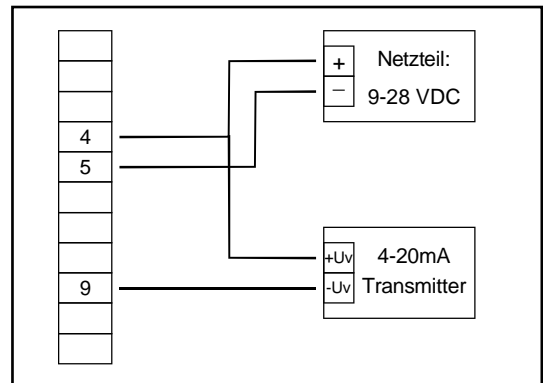 4
5
9
+
–
Netzteil:
9-28 VDC
+Uv
-Uv
4-20mA
Transmitter